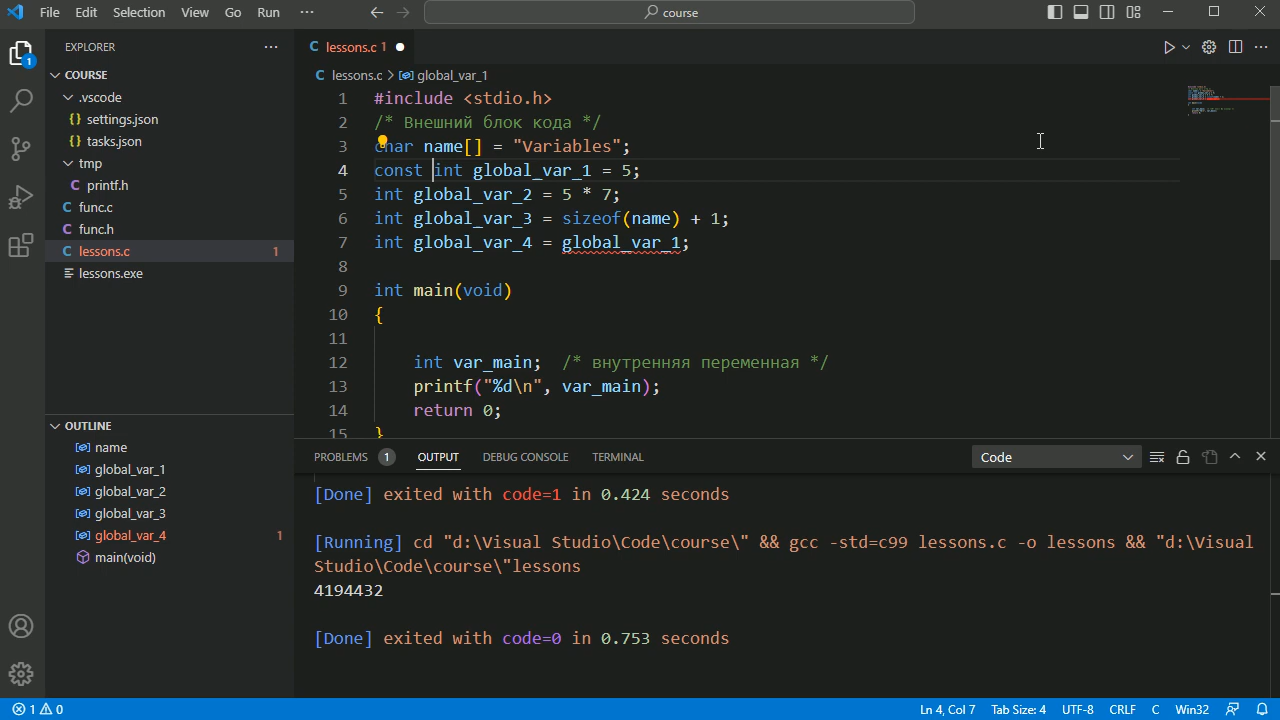 File Edit Selection View Go Run ···
course
EXPLORER ···
COURSE
.vscode
{} settings.json
{} tasks.json
tmp
C printf.h
C func.c
C func.h
C lessons.c 1
lessons.exe
OUTLINE
name
global_var_1
global_var_2
global_var_3
global_var_4 1
main(void)
1
C lessons.c 1 ●
C lessons.c > global_var_1
1 #include <stdio.h>
2 /* Внешний блок кода */
3 char name[] = "Variables";
4 const int global_var_1 = 5;
5 int global_var_2 = 5 * 7;
6 int global_var_3 = sizeof(name) + 1;
7 int global_var_4 = global_var_1;
8
9 int main(void)
10 {
11
12 int var_main; /* внутренняя переменная */
13 printf("%d\n", var_main);
14 return 0;
15 }
PROBLEMS 1 OUTPUT DEBUG CONSOLE TERMINAL Code
[Done] exited with code=1 in 0.424 seconds
[Running] cd "d:\Visual Studio\Code\course\" && gcc -std=c99 lessons.c -o lessons && "d:\Visual
Studio\Code\course\"lessons
4194432
[Done] exited with code=0 in 0.753 seconds
1 0 Ln 4, Col 7 Tab Size: 4 UTF-8 CRLF C Win32